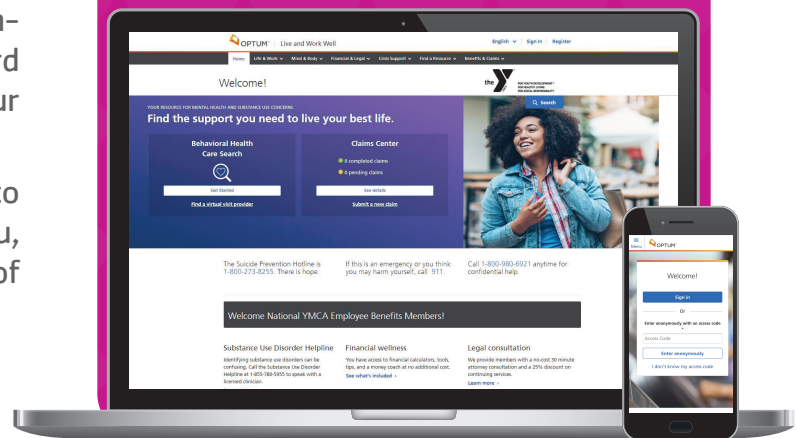 n-
rd
ur
to
u,
of
OPTUM | Live and Work Well
English | Sign In | Register
Home Life & Work Mind & Body Financial & Legal Crisis Support Find a Resource Benefits & Claims
Welcome!
the Y
FOR YOUTH DEVELOPMENT
FOR HEALTHY LIVING
FOR SOCIAL RESPONSIBILITY
Search
YOUR RESOURCE FOR MENTAL HEALTH AND SUBSTANCE USE CONCERNS.
Find the support you need to live your best life.
Behavioral Health
Care Search
Get Started
Find a virtual visit provider
Claims Center
0 completed claims
0 pending claims
See details
Submit a new claim
The Suicide Prevention Hotline is
1-800-273-8255. There is hope.
If this is an emergency or you think
you may harm yourself, call 911.
Call 1-800-980-6921 anytime for
confidential help.
Welcome National YMCA Employee Benefits Members!
Substance Use Disorder Helpline
Identifying substance use disorders can be
confusing. Call the Substance Use Disorder
Helpline at 1-855-780-5955 to speak with a
licensed clinician.
Financial wellness
You have access to financial calculators, tools,
tips, and a money coach at no additional cost.
See what's included ›
Legal consultation
We provide members with a no-cost 30 minute
attorney consultation and a 25% discount on
continuing services.
Learn more ›
Menu
OPTUM
Welcome!
Sign in
Or
Enter anonymously with an access code
*
Access Code
Enter anonymously
I don't know my access code